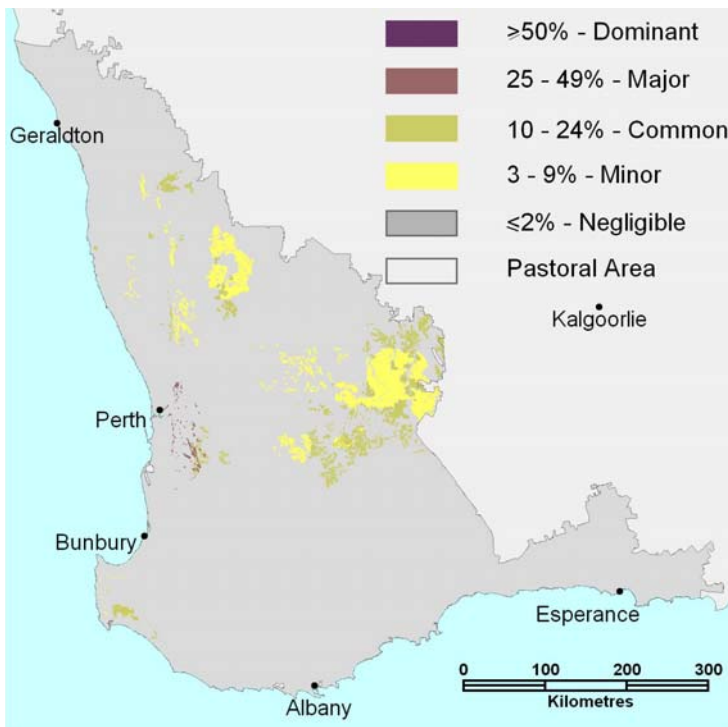 ≥50% - Dominant
25 - 49% - Major
10 - 24% - Common
3 - 9% - Minor
≤2% - Negligible
Pastoral Area
Geraldton
Kalgoorlie
Perth
Bunbury
Esperance
Albany
0 100 200 300
Kilometres